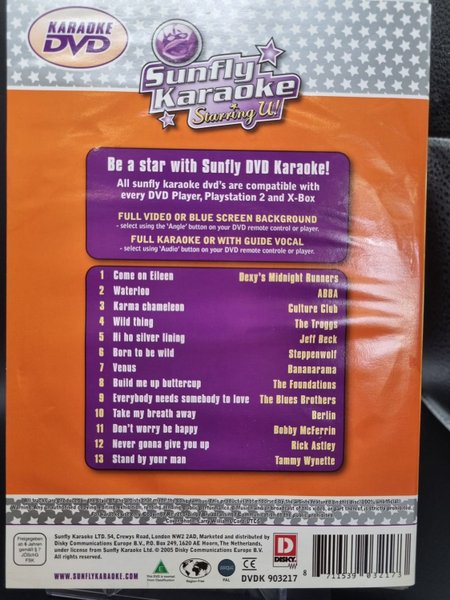 KARAOKE
DVD
Sunfly
Karaoke
Starring U!
Be a star with Sunfly DVD Karaoke!
All sunfly karaoke dvd's are compatible with
every DVD Player, Playstation 2 and X-Box
FULL VIDEO OR BLUE SCREEN BACKGROUND
- select using the 'Angle' button on your DVD remote control or player.
FULL KARAOKE OR WITH GUIDE VOCAL
- select using 'Audio' button on your DVD remote controle or player.
1 Come on Eileen Dexy's Midnight Runners
2 Waterloo ABBA
3 Karma chameleon Culture Club
4 Wild thing The Troggs
5 Hi ho silver lining Jeff Beck
6 Born to be wild Steppenwolf
7 Venus Bananarama
8 Build me up buttercup The Foundations
9 Everybody needs somebody to love The Blues Brothers
10 Take my breath away Berlin
11 Don't worry be happy Bobby McFerrin
12 Never gonna give you up Rick Astley
13 Stand by your man Tammy Wynette
Freigegeben
ab 6 Jahren
gemäß §
JÖSchG
FSK
Sunfly Karaoke LTD. 54, Crewys Road, London NW2 2AD, Marketed and distributed by
Disky Communications Europe B.V., P.O. Box 249, 1620 AE Hoorn, The Netherlands,
under license from Sunfly Karaoke Ltd. © 2005 Disky Communications Europe B.V.
WWW.SUNFLYKARAOKE.COM
PAL
DISKY
DVDK 903217
8 711539 032173